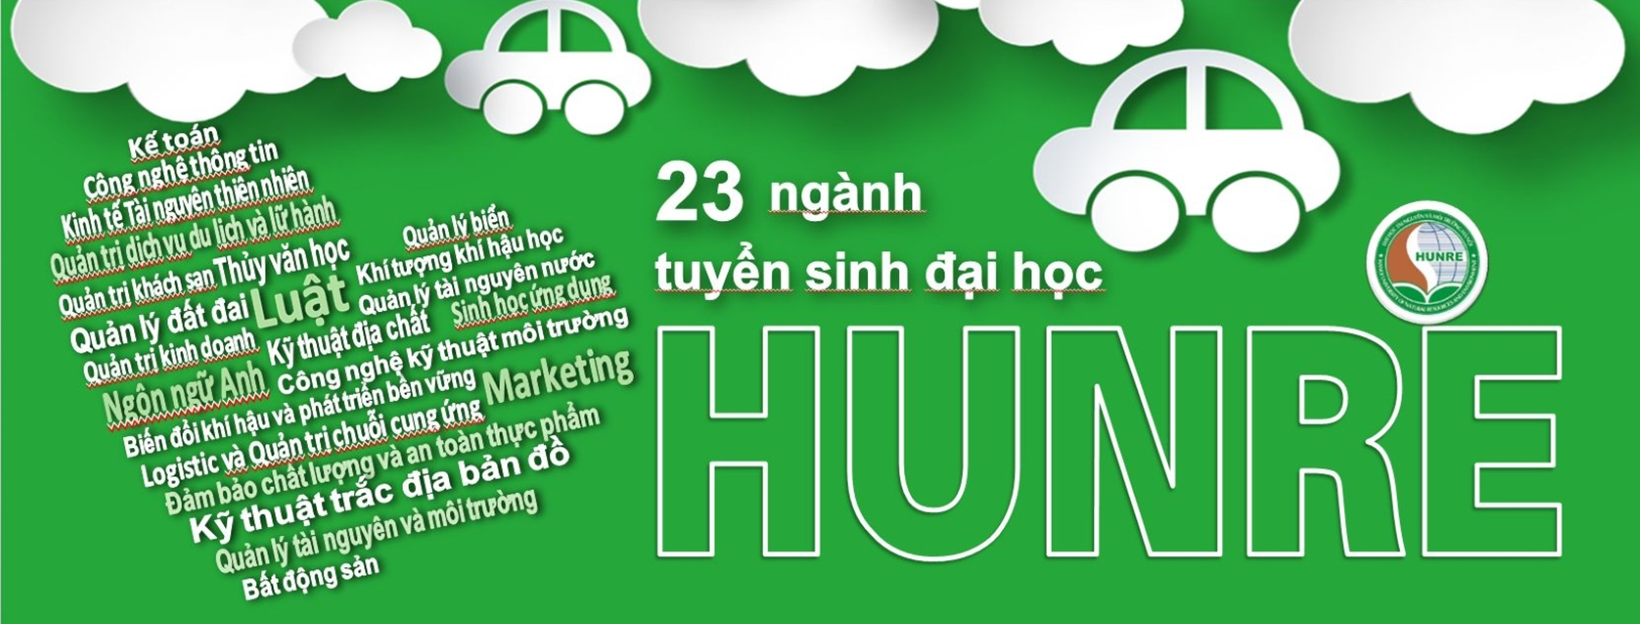 Kế toán
Công nghệ thông tin
Kinh tế Tài nguyên thiên nhiên
Quản trị dịch vụ du lịch và lữ hành
Quản trị khách sạn Thủy văn học
Quản lý đất đai Luật
Quản trị kinh doanh
Ngôn ngữ Anh
Quản lý biển
Khí tượng khí hậu học
Quản lý tài nguyên nước
Kỹ thuật địa chất Sinh học ứng dụng
Công nghệ kỹ thuật môi trường
Biến đổi khí hậu và phát triển bền vững Marketing
Logistic và Quản trị chuỗi cung ứng
Đảm bảo chất lượng và an toàn thực phẩm
Kỹ thuật trắc địa bản đồ
Quản lý tài nguyên và môi trường
Bất động sản
23 ngành
tuyển sinh đại học
HUNRE
HUNRE